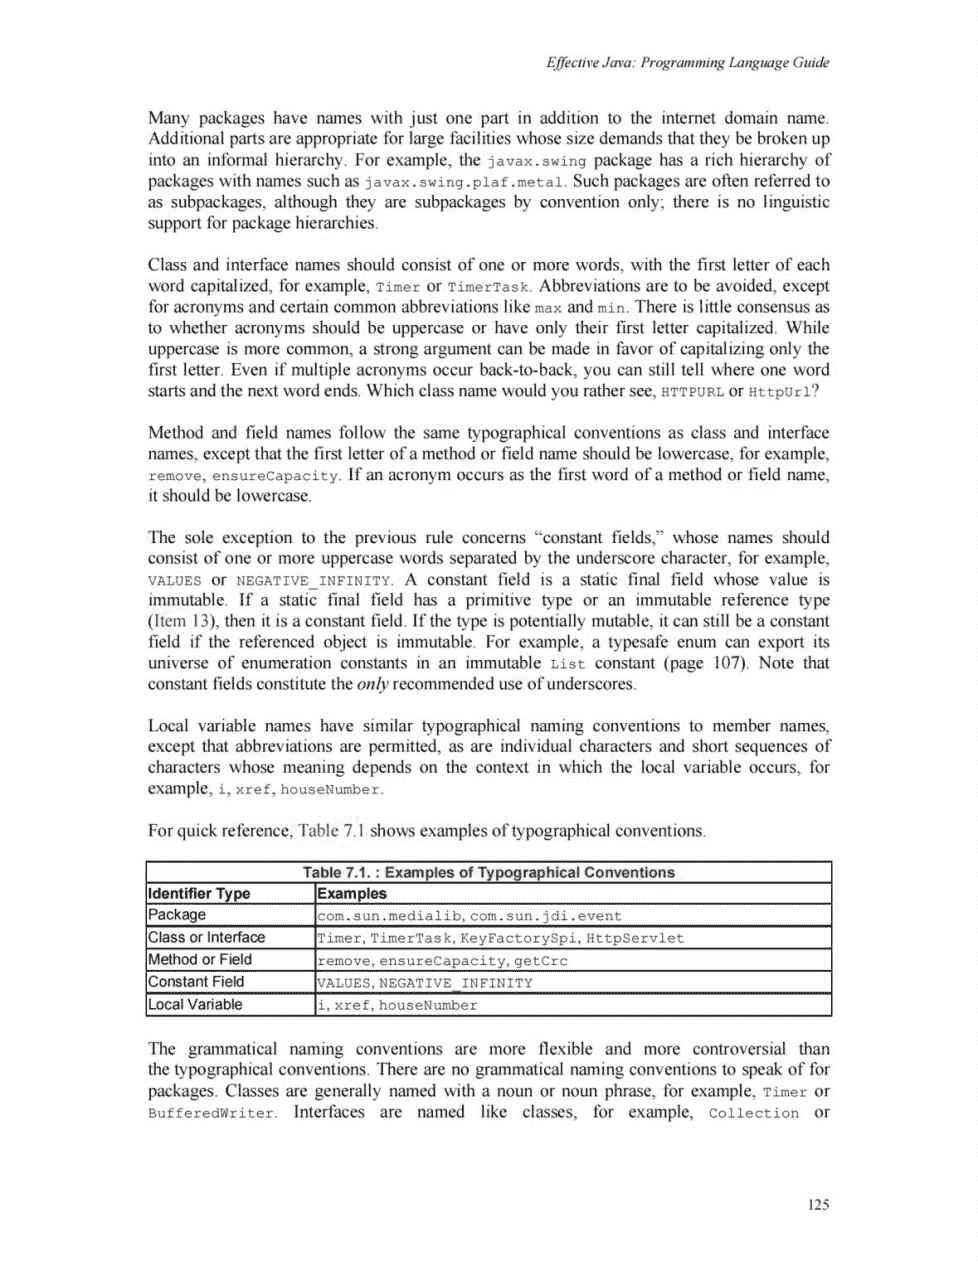 Effective Java: Programming Language Guide
Many packages have names with just one part in addition to the internet domain name.
Additional parts are appropriate for large facilities whose size demands that they be broken up
into an informal hierarchy. For example, the javax.swing package has a rich hierarchy of
packages with names such as javax.swing.plaf.metal. Such packages are often referred to
as subpackages, although they are subpackages by convention only; there is no linguistic
support for package hierarchies.
Class and interface names should consist of one or more words, with the first letter of each
word capitalized, for example, Timer or TimerTask. Abbreviations are to be avoided, except
for acronyms and certain common abbreviations like max and min. There is little consensus as
to whether acronyms should be uppercase or have only their first letter capitalized. While
uppercase is more common, a strong argument can be made in favor of capitalizing only the
first letter. Even if multiple acronyms occur back-to-back, you can still tell where one word
starts and the next word ends. Which class name would you rather see, HTTPURL or HttpUrl?
Method and field names follow the same typographical conventions as class and interface
names, except that the first letter of a method or field name should be lowercase, for example,
remove, ensureCapacity. If an acronym occurs as the first word of a method or field name,
it should be lowercase.
The sole exception to the previous rule concerns “constant fields,” whose names should
consist of one or more uppercase words separated by the underscore character, for example,
VALUES or NEGATIVE_INFINITY. A constant field is a static final field whose value is
immutable. If a static final field has a primitive type or an immutable reference type
(Item 13), then it is a constant field. If the type is potentially mutable, it can still be a constant
field if the referenced object is immutable. For example, a typesafe enum can export its
universe of enumeration constants in an immutable List constant (page 107). Note that
constant fields constitute the only recommended use of underscores.
Local variable names have similar typographical naming conventions to member names,
except that abbreviations are permitted, as are individual characters and short sequences of
characters whose meaning depends on the context in which the local variable occurs, for
example, i, xref, houseNumber.
For quick reference, Table 7.1 shows examples of typographical conventions.
Table 7.1. : Examples of Typographical Conventions
Identifier Type Examples
Package com.sun.medialib, com.sun.jdi.event
Class or Interface Timer, TimerTask, KeyFactorySpi, HttpServlet
Method or Field remove, ensureCapacity, getCrc
Constant Field VALUES, NEGATIVE_INFINITY
Local Variable i, xref, houseNumber
The grammatical naming conventions are more flexible and more controversial than
the typographical conventions. There are no grammatical naming conventions to speak of for
packages. Classes are generally named with a noun or noun phrase, for example, Timer or
BufferedWriter. Interfaces are named like classes, for example, Collection or
125